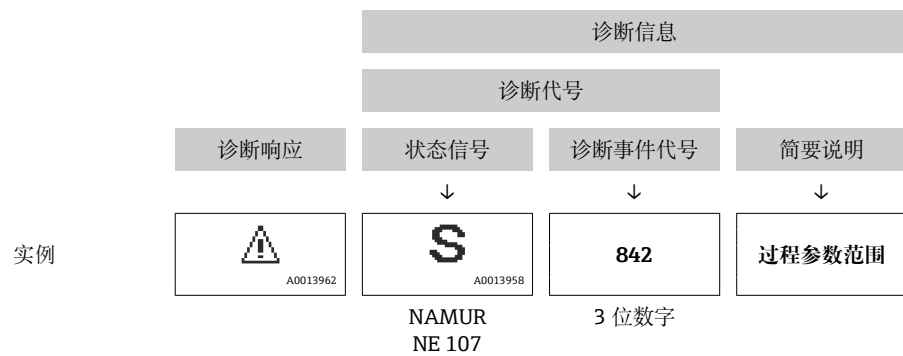 诊断信息
诊断代号
诊断响应 状态信号 诊断事件代号 简要说明
↓ ↓ ↓
实例 S 842 过程参数范围
A0013962 A0013958
NAMUR 3 位数字
NE 107